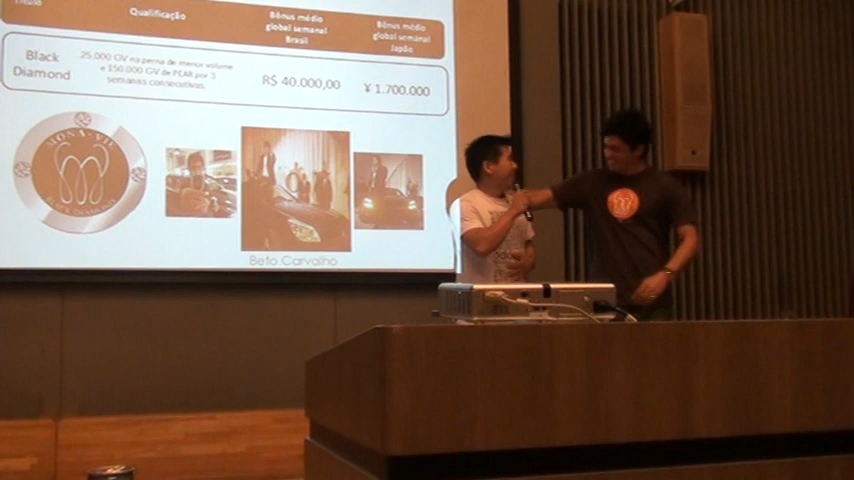 Título
Qualificação
Bônus médio
global semanal
Brasil
Bônus médio
global semanal
Japão
Black
Diamond
25.000 GV na perna de menor volume
e 150.000 GV de PEAR por 3
semanas consecutivas.
R$ 40.000,00
¥ 1.700.000
MONA·VIE
BLACK DIAMOND
Beto Carvalho